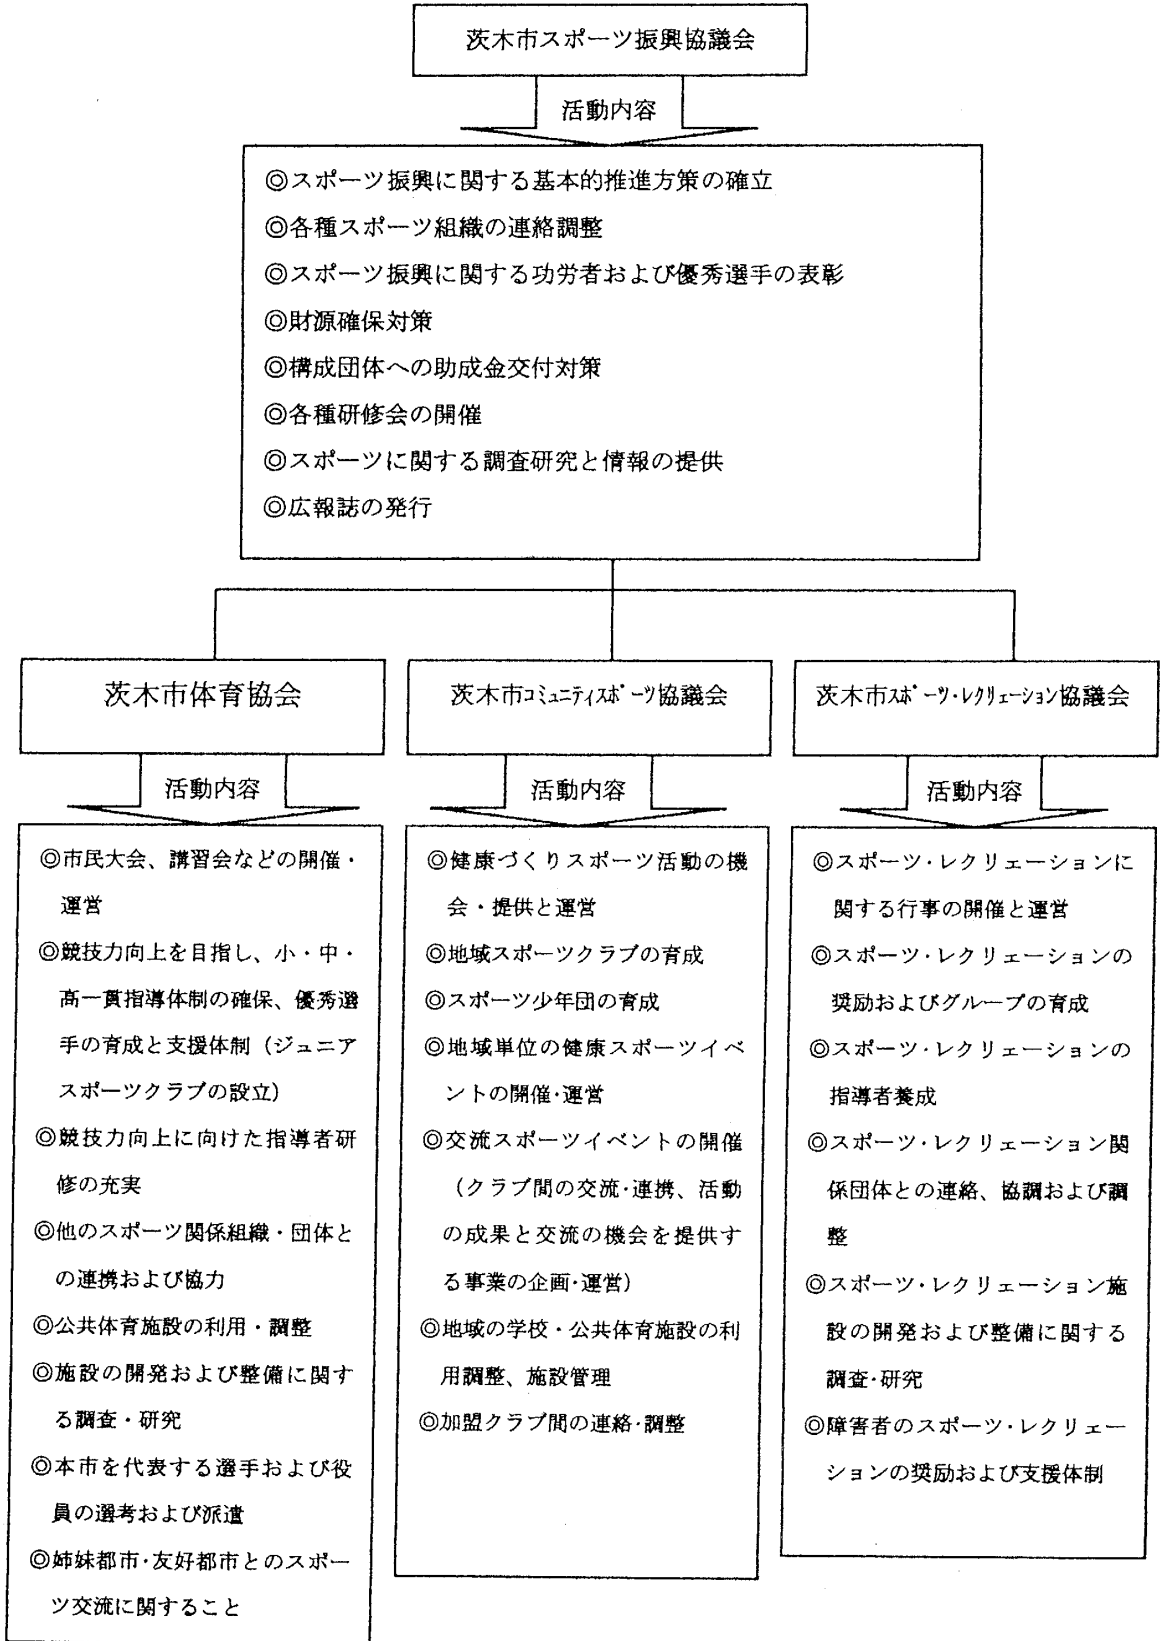 茨木市スポーツ振興協議会
活動内容
◎スポーツ振興に関する基本的推進方策の確立
◎各種スポーツ組織の連絡調整
◎スポーツ振興に関する功労者および優秀選手の表彰
◎財源確保対策
◎構成団体への助成金交付対策
◎各種研修会の開催
◎スポーツに関する調査研究と情報の提供
◎広報誌の発行
茨木市体育協会
活動内容
◎市民大会、講習会などの開催・
運営
◎競技力向上を目指し、小・中・
高一貫指導体制の確保、優秀選
手の育成と支援体制（ジュニア
スポーツクラブの設立）
◎競技力向上に向けた指導者研
修の充実
◎他のスポーツ関係組織・団体と
の連携および協力
◎公共体育施設の利用・調整
◎施設の開発および整備に関す
る調査・研究
◎本市を代表する選手および役
員の選考および派遣
◎姉妹都市・友好都市とのスポー
ツ交流に関すること
茨木市コミュニティスポーツ協議会
活動内容
◎健康づくりスポーツ活動の機
会・提供と運営
◎地域スポーツクラブの育成
◎スポーツ少年団の育成
◎地域単位の健康スポーツイベ
ントの開催・運営
◎交流スポーツイベントの開催
（クラブ間の交流・連携、活動
の成果と交流の機会を提供す
る事業の企画・運営）
◎地域の学校・公共体育施設の利
用調整、施設管理
◎加盟クラブ間の連絡・調整
茨木市スポーツ・レクリェーション協議会
活動内容
◎スポーツ・レクリェーションに
関する行事の開催と運営
◎スポーツ・レクリェーションの
奨励およびグループの育成
◎スポーツ・レクリェーションの
指導者養成
◎スポーツ・レクリェーション関
係団体との連絡、協調および調
整
◎スポーツ・レクリェーション施
設の開発および整備に関する
調査・研究
◎障害者のスポーツ・レクリェー
ションの奨励および支援体制